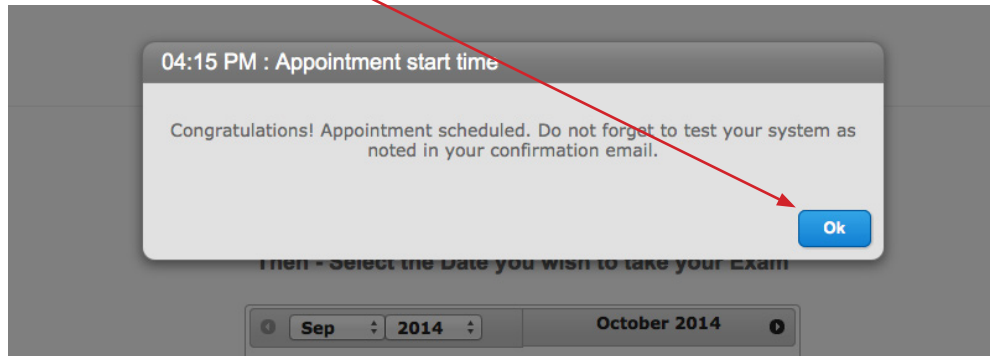 04:15 PM : Appointment start time
Congratulations! Appointment scheduled. Do not forget to test your system as
noted in your confirmation email.
Ok
Then - Select the Date you wish to take your Exam
Sep 2014 October 2014